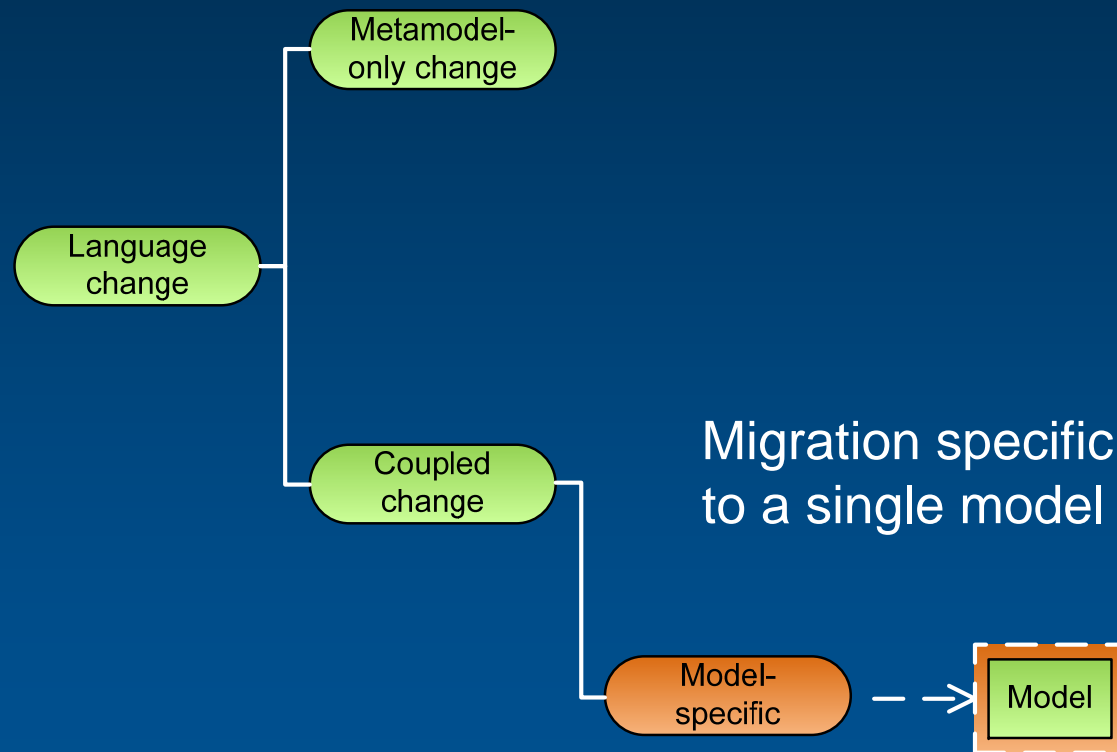 Metamodel-
only change
Language
change
Coupled
change
Migration specific
to a single model
Model-
specific
Model